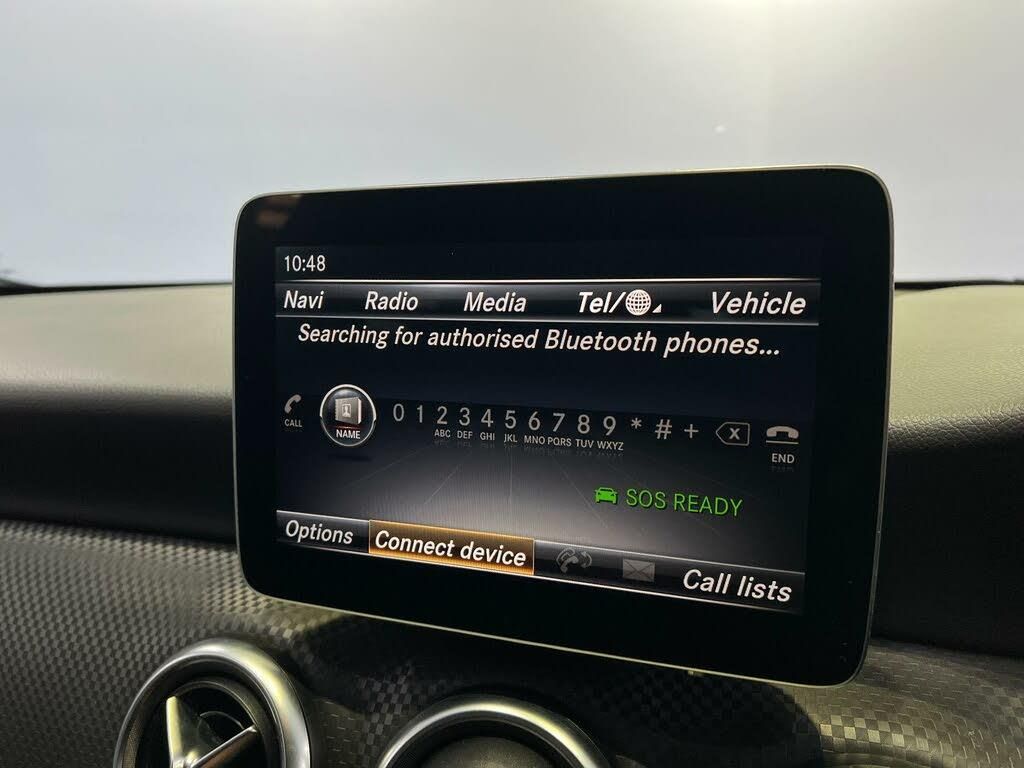 10:48
Navi Radio Media Tel/ Vehicle
Searching for authorised Bluetooth phones...
CALL NAME 0 1 2 3 4 5 6 7 8 9 * # + X END
ABC DEF GHI JKL MNO PQRS TUV WXYZ
SOS READY
Options Connect device Call lists